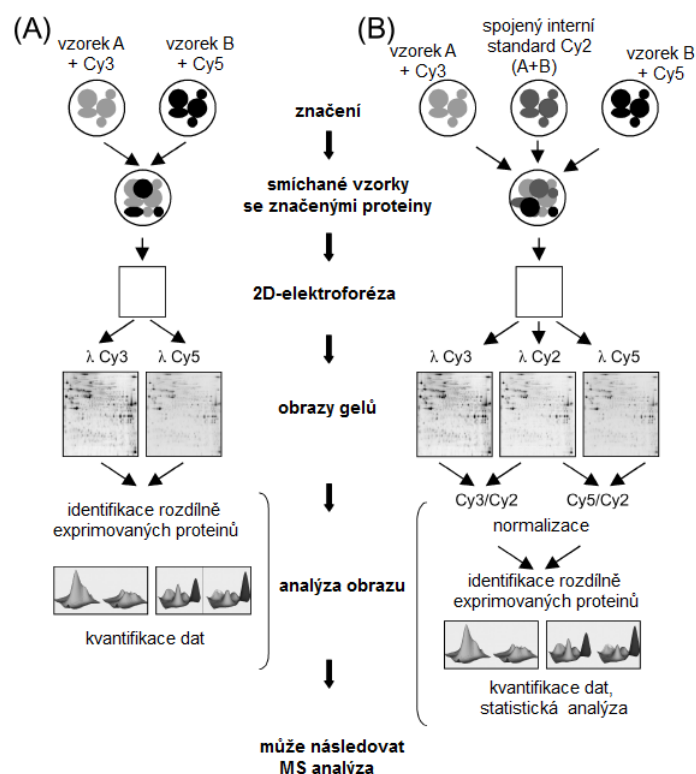 (A)
vzorek A
+ Cy3
vzorek B
+ Cy5
značení
smíchané vzorky
se značenými proteiny
2D-elektroforéza
λ Cy3
λ Cy5
obrazy gelů
identifikace rozdílně
exprimovaných proteinů
analýza obrazu
kvantifikace dat
může následovat
MS analýza
(B)
vzorek A
+ Cy3
spojený interní
standard Cy2
(A+B)
vzorek B
+ Cy5
λ Cy3
λ Cy2
λ Cy5
Cy3/Cy2
Cy5/Cy2
normalizace
identifikace rozdílně
exprimovaných proteinů
kvantifikace dat,
statistická analýza